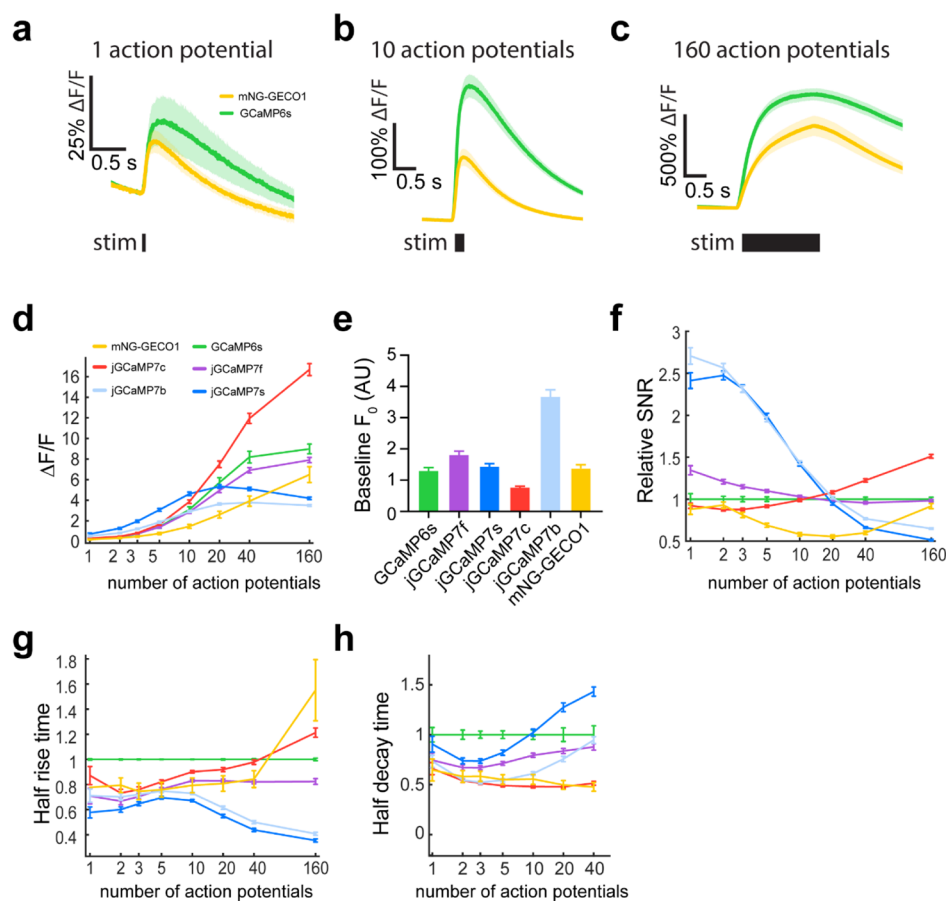 a
1 action potential
25% ΔF/F
0.5 s
mNG-GECO1
GCaMP6s
stim
b
10 action potentials
100% ΔF/F
0.5 s
stim
c
160 action potentials
500% ΔF/F
0.5 s
stim
d
mNG-GECO1
GCaMP6s
jGCaMP7c
jGCaMP7f
jGCaMP7b
jGCaMP7s
ΔF/F
16
14
12
10
8
6
4
2
0
1 2 3 5 10 20 40 160
number of action potentials
e
Baseline F0 (AU)
5
4
3
2
1
0
GCaMP6s
jGCaMP7f
jGCaMP7s
jGCaMP7c
jGCaMP7b
mNG-GECO1
f
Relative SNR
3
2.5
2
1.5
1
0.5
1 2 3 5 10 20 40 160
number of action potentials
g
Half rise time
1.8
1.6
1.4
1.2
1
0.8
0.6
0.4
1 2 3 5 10 20 40 160
number of action potentials
h
Half decay time
1.5
1
0.5
0
1 2 3 5 10 20 40
number of action potentials